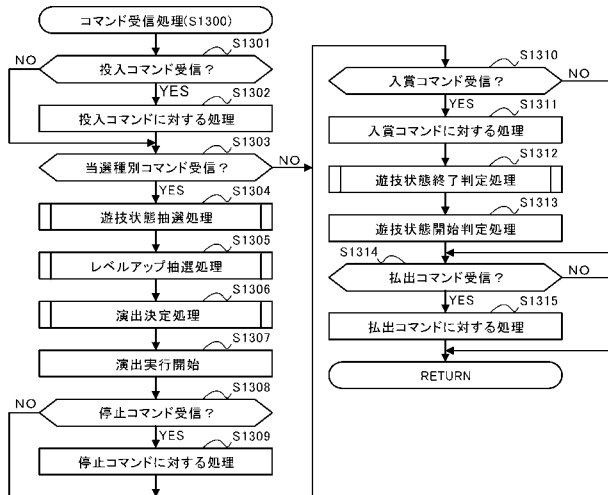 コマンド受信処理(S1300)
S1301
投入コマンド受信？
NO
YES
S1302
投入コマンドに対する処理
S1303
当選種別コマンド受信？
NO
YES
S1304
遊技状態抽選処理
S1305
レベルアップ抽選処理
S1306
演出決定処理
S1307
演出実行開始
S1308
停止コマンド受信？
NO
YES
S1309
停止コマンドに対する処理
S1310
入賞コマンド受信？
NO
YES
S1311
入賞コマンドに対する処理
S1312
遊技状態終了判定処理
S1313
遊技状態開始判定処理
S1314
払出コマンド受信？
NO
YES
S1315
払出コマンドに対する処理
RETURN